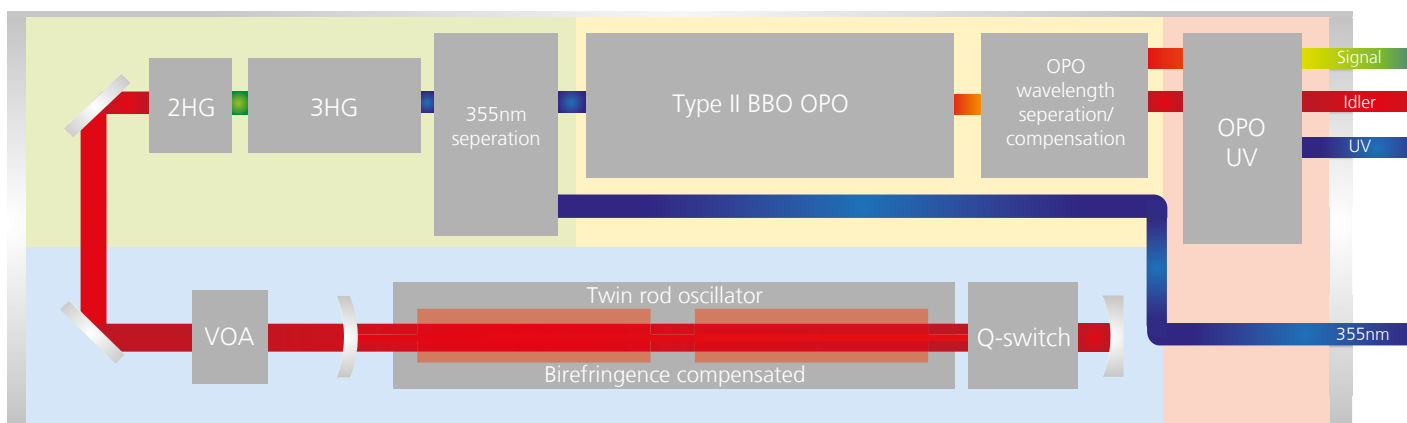 2HG
3HG
355nm
seperation
Type II BBO OPO
OPO
wavelength
seperation/
compensation
OPO
UV
Signal
Idler
UV
VOA
Twin rod oscillator
Birefringence compensated
Q-switch
355nm